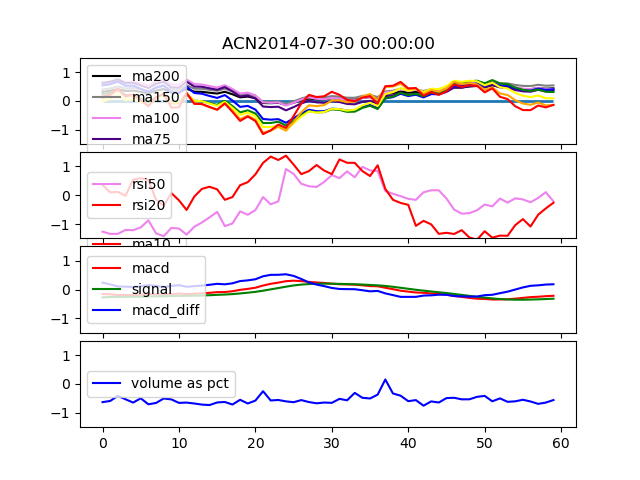 ACN2014-07-30 00:00:00
1
0
−1
ma200
ma150
ma100
ma75
1
0
−1
rsi50
rsi20
ma10
1
0
−1
macd
signal
macd_diff
1
0
−1
volume as pct
0 10 20 30 40 50 60